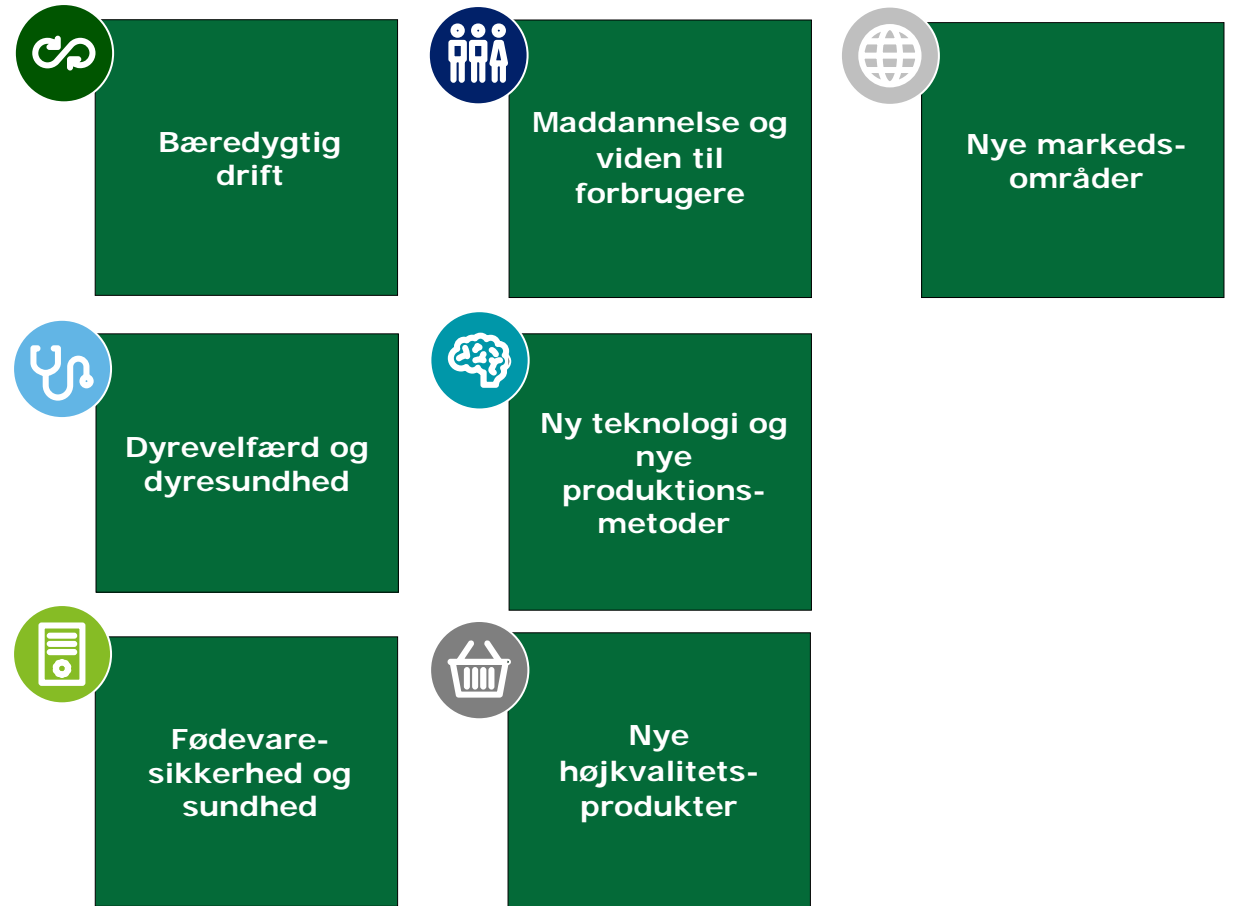 Bæredygtig
drift
Maddannelse og
viden til
forbrugere
Nye markeds-
områder
Dyrevelfærd og
dyresundhed
Ny teknologi og
nye
produktions-
metoder
Fødevare-
sikkerhed og
sundhed
Nye
højkvalitets-
produkter